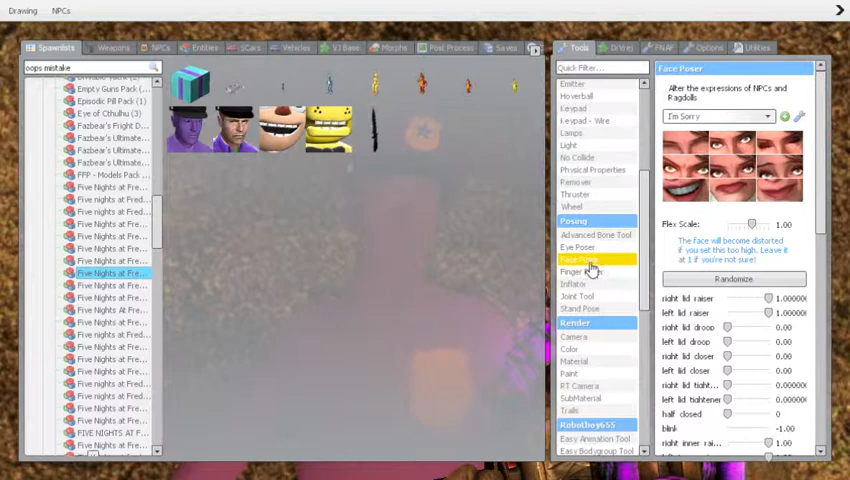 Drawing NPCs
Spawnlists Weapons NPCs Entities SCars Vehicles VJ Base Morphs Post Process Saves
oops mistake
Empty Guns Pack (...
Episodic Pill Pack (1)
Eye of Cthulhu (3)
Fazbear's Fright D...
Fazbear's Ultimate...
Fazbear's Ultimate...
Fazbear's Ultimate...
FFP - Models Pack ...
Five Nights at Fre...
Five Nights at Fred...
Five Nights at Fre...
Five Nights at Fre...
Five Nights at Fre...
Five Nights at Fre...
Five Nights at Fre...
Five Nights at Fre...
Five Nights at Fre...
Five Nights At Fre...
Five Nights at Fre...
Five nights at Fred...
Five Nights at Fre...
Five Nights at Fre...
Five Nights at Fre...
Five Nights at Fre...
Five Nights at Fre...
Five Nights at Fre...
FIVE NIGHTS AT F...
Five Nights at Fre...
Tools DrVrej FNAF Options Utilities
Quick Filter...
Emitter
Hoverball
Keypad
Keypad - Wire
Lamps
Light
No Collide
Physical Properties
Remover
Thruster
Wheel
Posing
Advanced Bone Tool
Eye Poser
Face Poser
Finger
Inflator
Joint Tool
Stand Pose
Render
Camera
Color
Material
Paint
RT Camera
SubMaterial
Trails
Robotboy655
Easy Animation Tool
Easy Bodygroup Tool
Face Poser
Alter the expressions of NPCs and
Ragdolls
I'm Sorry
Flex Scale: 1.00
The face will become distorted
if you set this too high. Leave it
at 1 if you're not sure!
Randomize
right lid raiser 1.000000
left lid raiser 1.000000
right lid droop 0.00
left lid droop 0.00
right lid closer 0.00
left lid closer 0.00
right lid tight... 0.000000
left lid tightener 0.000000
half closed 0
blink -1.00
right inner rai... 1.00